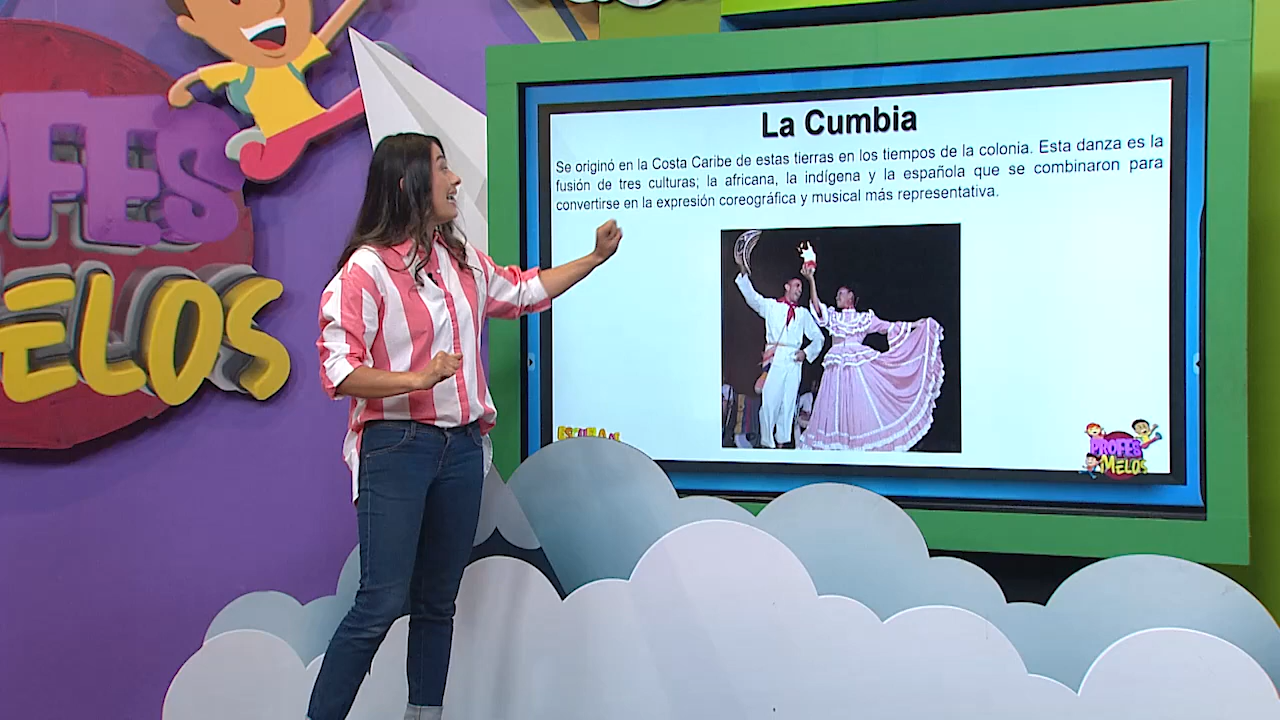 PROFES
MELOS
La Cumbia
Se originó en la Costa Caribe de estas tierras en los tiempos de la colonia. Esta danza es la
fusión de tres culturas; la africana, la indígena y la española que se combinaron para
convertirse en la expresión coreográfica y musical más representativa.
PROFES
MELOS